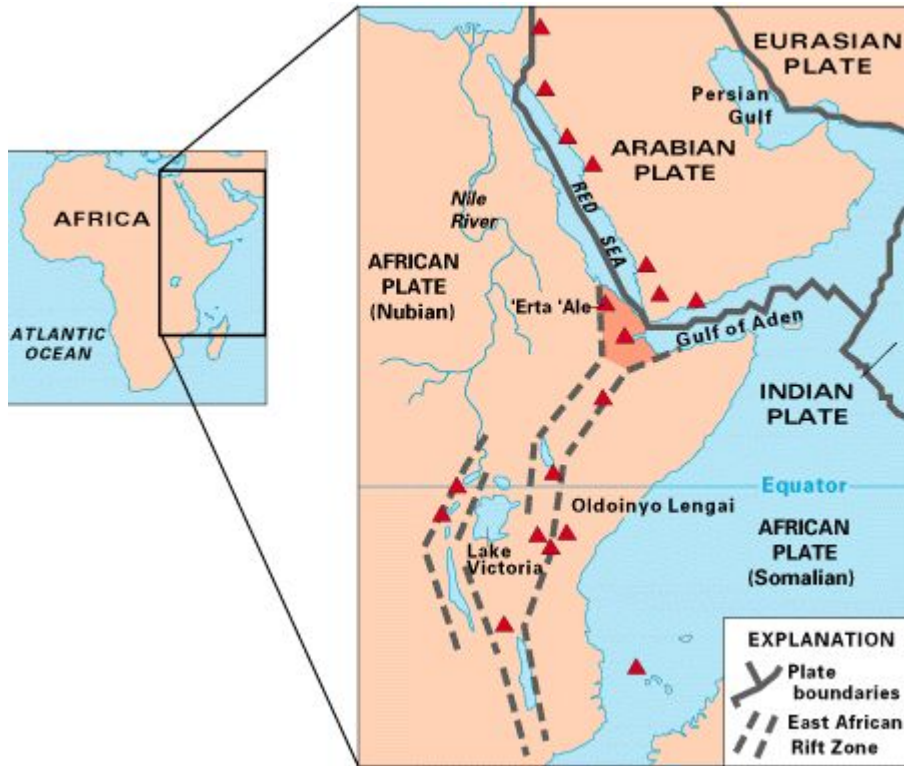 AFRICA
ATLANTIC
OCEAN
EURASIAN
PLATE
Persian
Gulf
ARABIAN
PLATE
RED
SEA
Nile
River
AFRICAN
PLATE
(Nubian)
'Erta 'Ale
Gulf of Aden
INDIAN
PLATE
Equator
Oldoinyo Lengai
Lake
Victoria
AFRICAN
PLATE
(Somalian)
EXPLANATION
Plate
boundaries
East African
Rift Zone